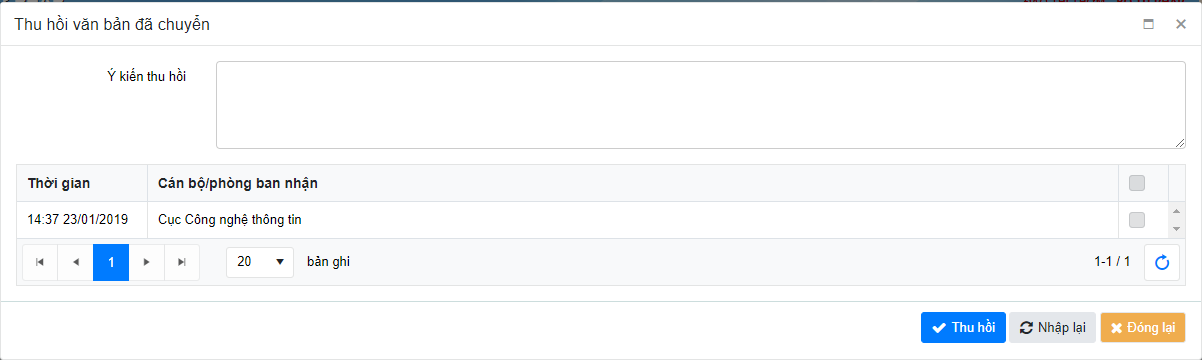 Thu hồi văn bản đã chuyển
Ý kiến thu hồi
Thời gian Cán bộ/phòng ban nhận
14:37 23/01/2019 Cục Công nghệ thông tin
1 20 bản ghi 1-1 / 1
Thu hồi Nhập lại Đóng lại